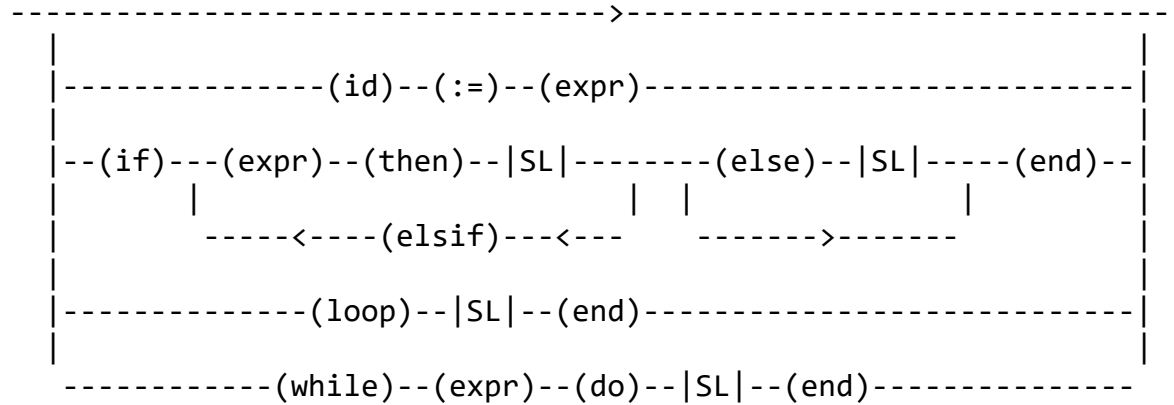 -------------------------------->-----------------------------
|                                                            |
|---------------(id)--(:=)--(expr)----------------------------|
|                                                            |
|--(if)---(expr)--(then)--|SL|--------(else)--|SL|-----(end)--|
|       |                       |  |              |         |
|        -----<----(elsif)---<---    ------->-------          |
|                                                            |
|--------------(loop)--|SL|--(end)----------------------------|
|                                                            |
------------(while)--(expr)--(do)--|SL|--(end)---------------